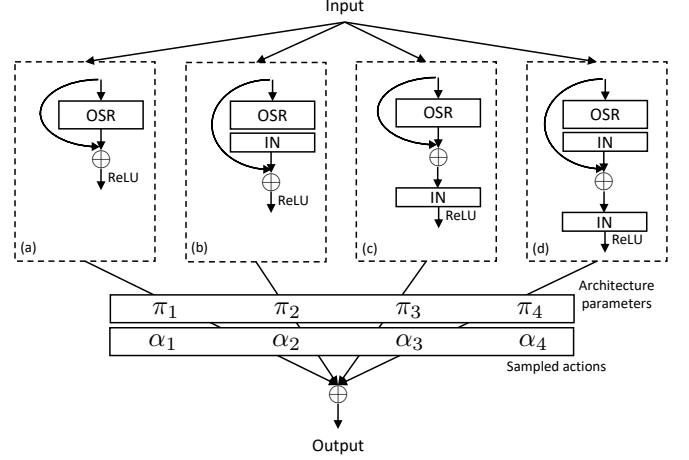 Input
OSR
ReLU
(a)
OSR
IN
ReLU
(b)
OSR
IN
ReLU
(c)
OSR
IN
IN
ReLU
(d)
Architecture
parameters
π1 π2 π3 π4
α1 α2 α3 α4
Sampled actions
Output